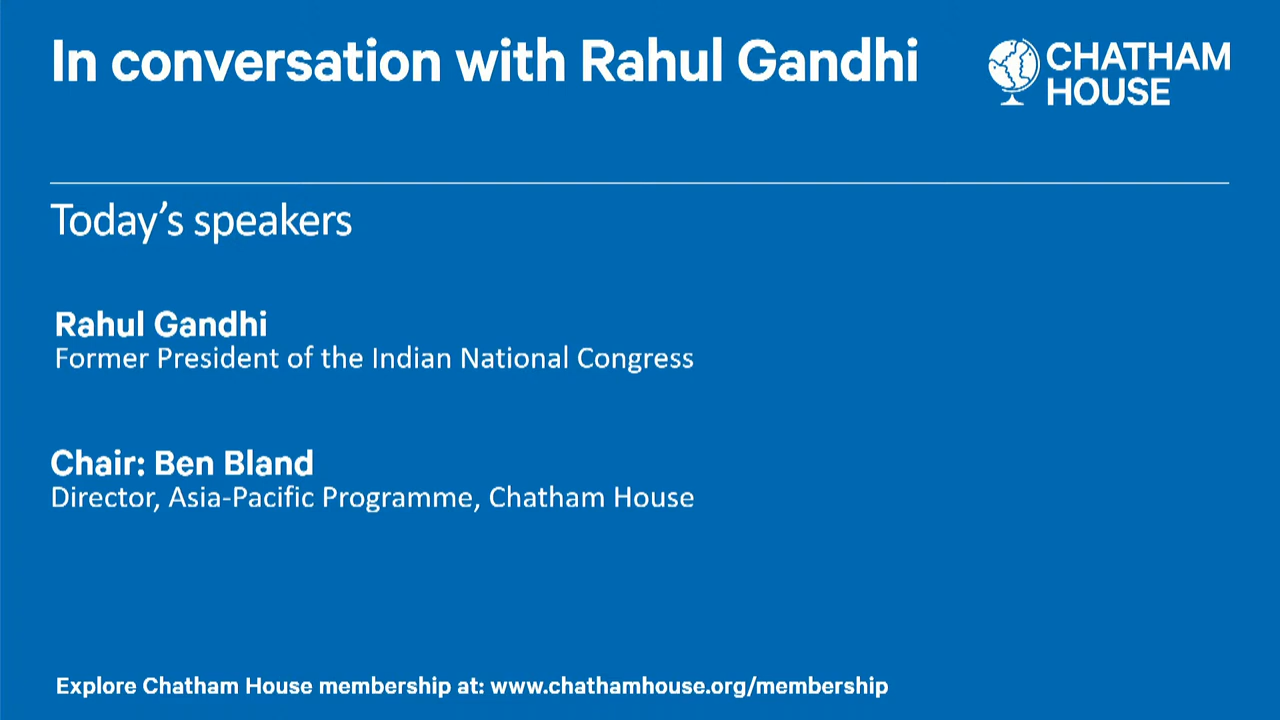 In conversation with Rahul Gandhi
CHATHAM
HOUSE
Today’s speakers
Rahul Gandhi
Former President of the Indian National Congress
Chair: Ben Bland
Director, Asia-Pacific Programme, Chatham House
Explore Chatham House membership at: www.chathamhouse.org/membership